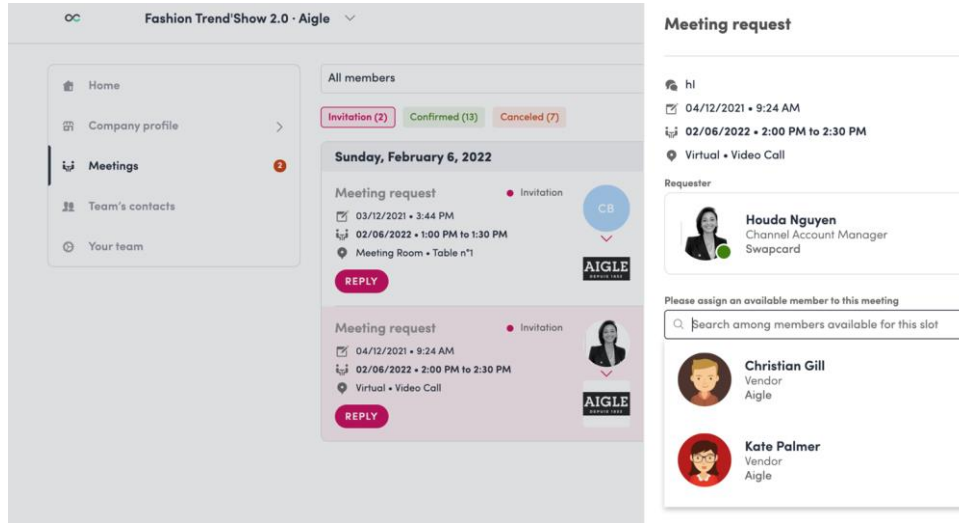 Fashion Trend'Show 2.0 · Aigle
Home
Company profile
Meetings
2
Team's contacts
Your team
All members
Invitation (2)
Confirmed (13)
Canceled (7)
Sunday, February 6, 2022
Meeting request
Invitation
CB
03/12/2021 • 3:44 PM
02/06/2022 • 1:00 PM to 1:30 PM
Meeting Room • Table n°1
AIGLE
DEPUIS 1853
REPLY
Meeting request
Invitation
04/12/2021 • 9:24 AM
02/06/2022 • 2:00 PM to 2:30 PM
Virtual • Video Call
AIGLE
DEPUIS 1853
REPLY
Meeting request
hI
04/12/2021 • 9:24 AM
02/06/2022 • 2:00 PM to 2:30 PM
Virtual • Video Call
Requester
Houda Nguyen
Channel Account Manager
Swapcard
Please assign an available member to this meeting
Search among members available for this slot
Christian Gill
Vendor
Aigle
Kate Palmer
Vendor
Aigle